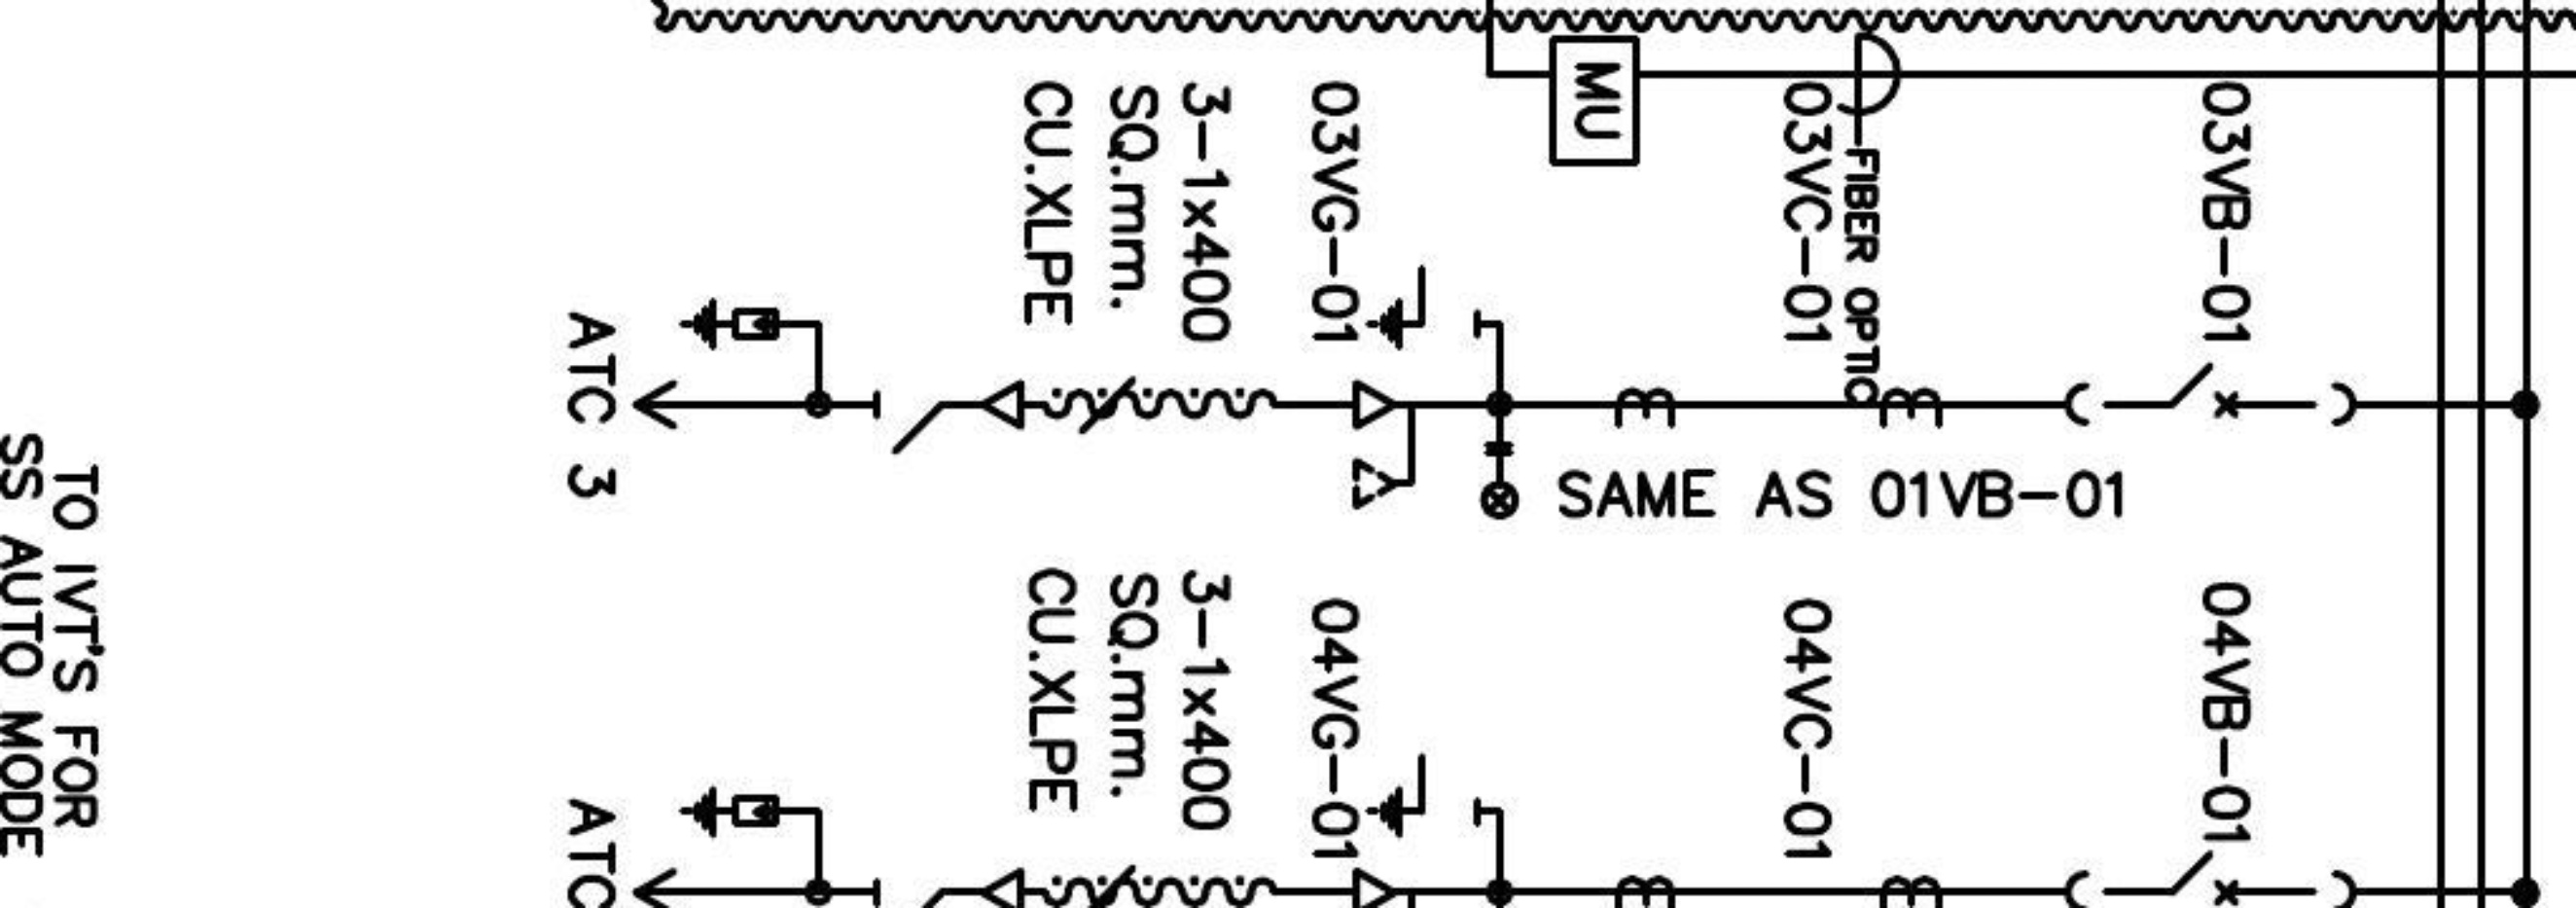 03VB-01
FIBER OPTIC
03VC-01
MU
03VG-01
3-1x400
SQ.mm.
CU.XLPE
ATC 3
SAME AS 01VB-01
04VB-01
04VC-01
04VG-01
3-1x400
SQ.mm.
CU.XLPE
ATC
TO IVT'S FOR
SS AUTO MODE